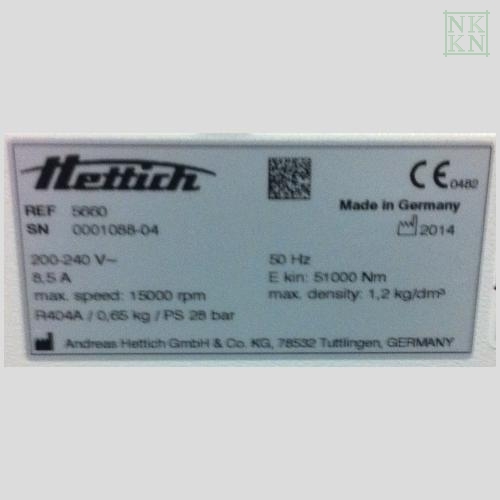 NK
KN
Hettich
CE 0482
REF 5660
Made in Germany
SN 0001088-04
2014
200-240 V~
50 Hz
8,5 A
E kin: 51000 Nm
max. speed: 15000 rpm
max. density: 1,2 kg/dm³
R404A / 0,65 kg / PS 28 bar
Andreas Hettich GmbH & Co. KG, 78532 Tuttlingen, GERMANY